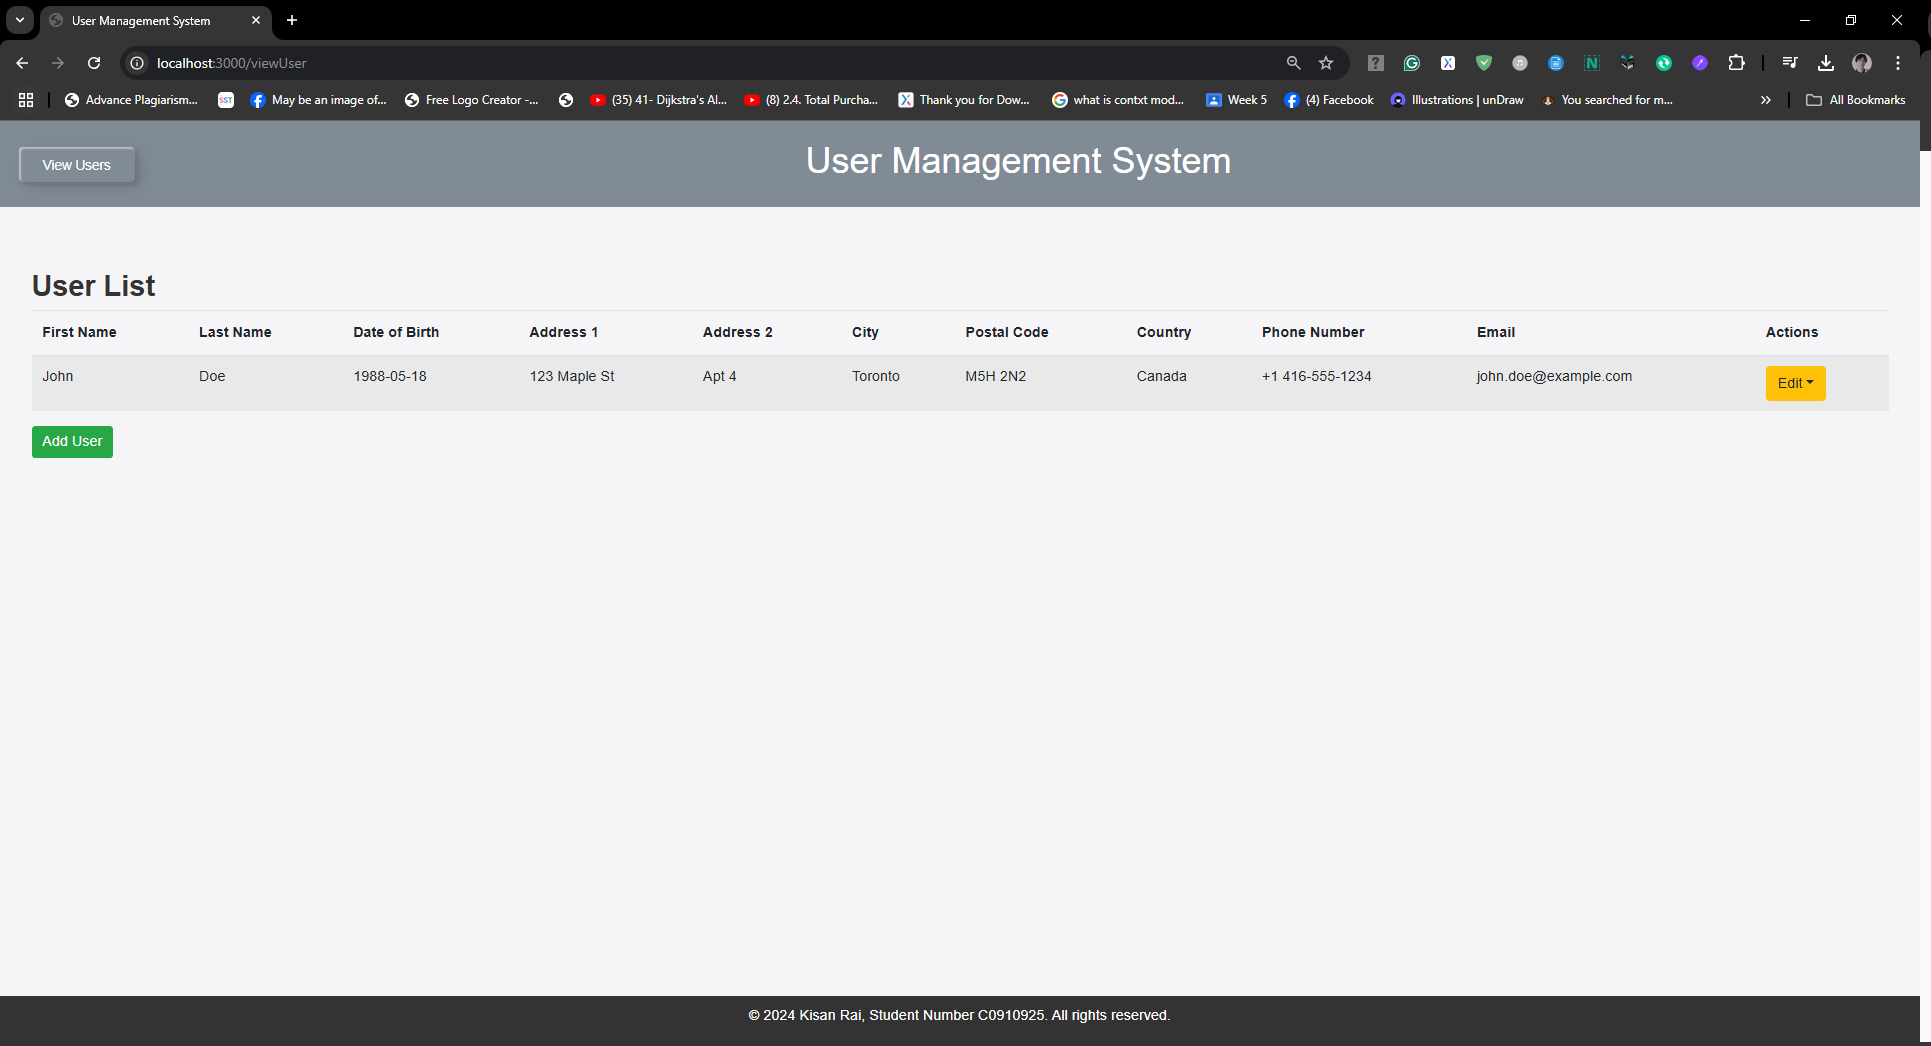 User Management System
localhost:3000/viewUser
Advance Plagiarism... SST May be an image of... Free Logo Creator -... (35) 41- Dijkstra's Al... (8) 2.4. Total Purcha... Thank you for Dow... what is contxt mod... Week 5 (4) Facebook Illustrations | unDraw You searched for m... » All Bookmarks
View Users
User Management System
User List
First Name Last Name Date of Birth Address 1 Address 2 City Postal Code Country Phone Number Email Actions
John Doe 1988-05-18 123 Maple St Apt 4 Toronto M5H 2N2 Canada +1 416-555-1234 john.doe@example.com Edit
Add User
© 2024 Kisan Rai, Student Number C0910925. All rights reserved.